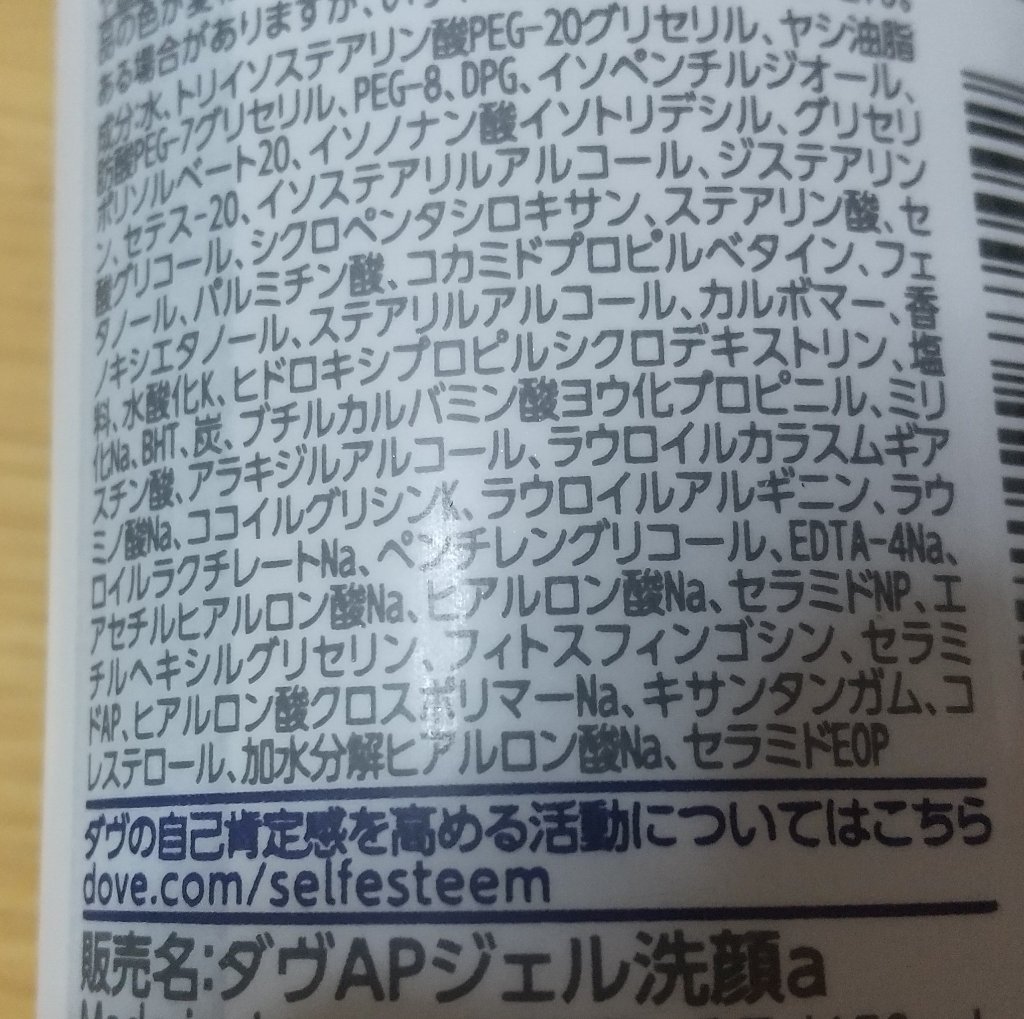 ある場合がありますが、
成分:水、トリイソステアリン酸PEG-20グリセリル、ヤシ油脂
肪酸PEG-7グリセリル、PEG-8、DPG、イソペンチルジオール、
ポリソルベート20、イソノナン酸イソトリデシル、グリセリ
ン、セテス-20、イソステアリルアルコール、ジステアリン
酸グリコール、シクロペンタシロキサン、ステアリン酸、セ
タノール、パルミチン酸、コカミドプロピルベタイン、フェ
ノキシエタノール、ステアリルアルコール、カルボマー、香
料、水酸化K、ヒドロキシプロピルシクロデキストリン、塩
化Na、BHT、炭、ブチルカルバミン酸ヨウ化プロピニル、ミリ
スチン酸、アラキジルアルコール、ラウロイルカラスムギア
ミノ酸Na、ココイルグリシンK、ラウロイルアルギニン、ラウ
ロイルラクチレートNa、ペンチレングリコール、EDTA-4Na、
アセチルヒアルロン酸Na、ヒアルロン酸Na、セラミドNP、エ
チルヘキシルグリセリン、フィトスフィンゴシン、セラミ
ドAP、ヒアルロン酸クロスポリマーNa、キサンタンガム、コ
レステロール、加水分解ヒアルロン酸Na、セラミドEOP
ダヴの自己肯定感を高める活動についてはこちら
dove.com/selfesteem
販売名:ダヴAPジェル洗顔a